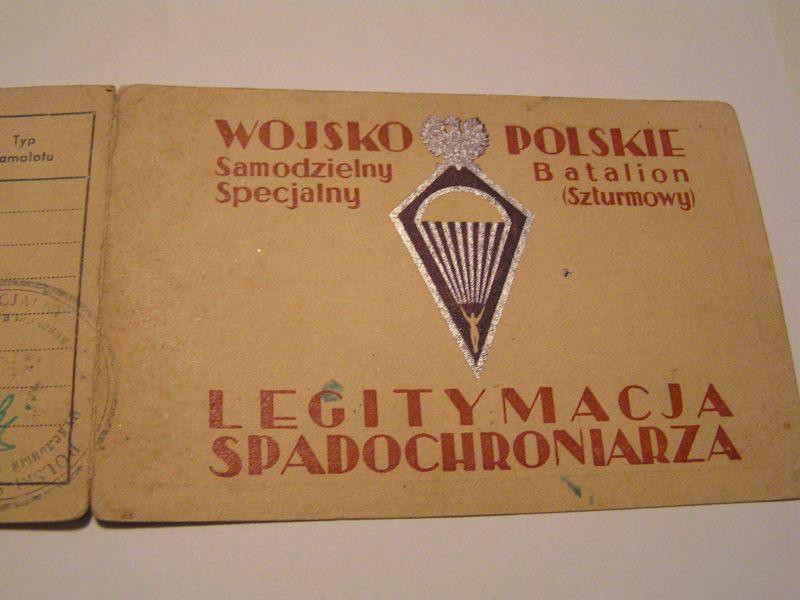 Typ
amolotu
WOJSKO POLSKIE
Samodzielny Batalion
Specjalny (Szturmowy)
LEGITYMACJA
SPADOCHRONIARZA